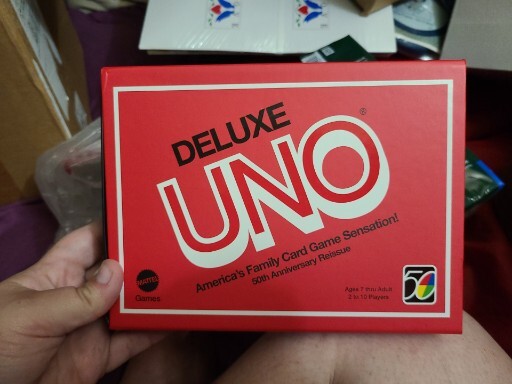 DELUXE
UNO®
America's Family Card Game Sensation!
50th Anniversary Reissue
MATTEL
Games
Ages 7 thru Adult
2 to 10 Players
50